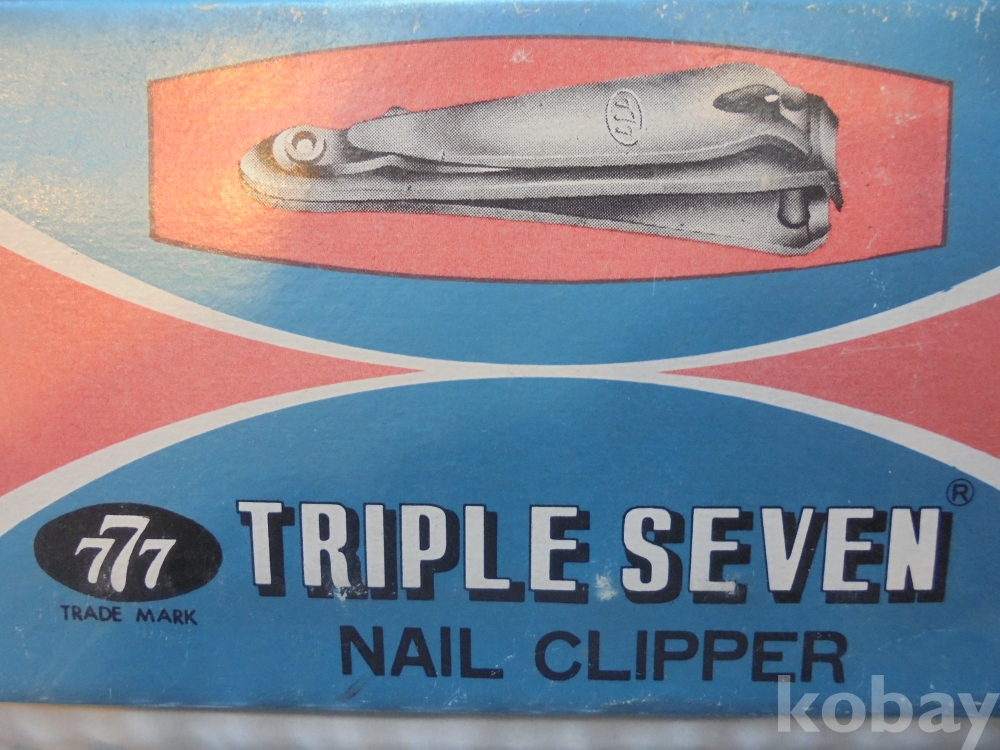 777
777
TRADE MARK
TRIPLE SEVEN®
NAIL CLIPPER
kobay